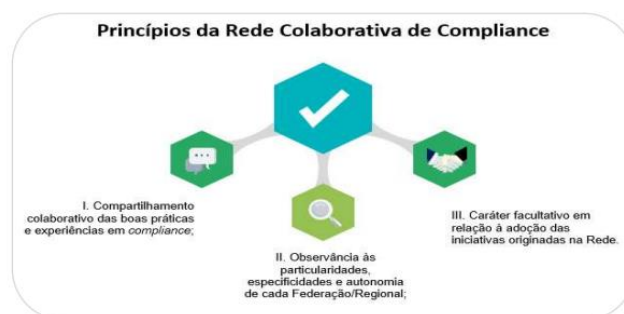 Princípios da Rede Colaborativa de Compliance
I. Compartilhamento
colaborativo das boas práticas
e experiências em compliance;
II. Observância às
particularidades,
especificidades e autonomia
de cada Federação/Regional;
III. Caráter facultativo em
relação à adoção das
iniciativas originadas na Rede.